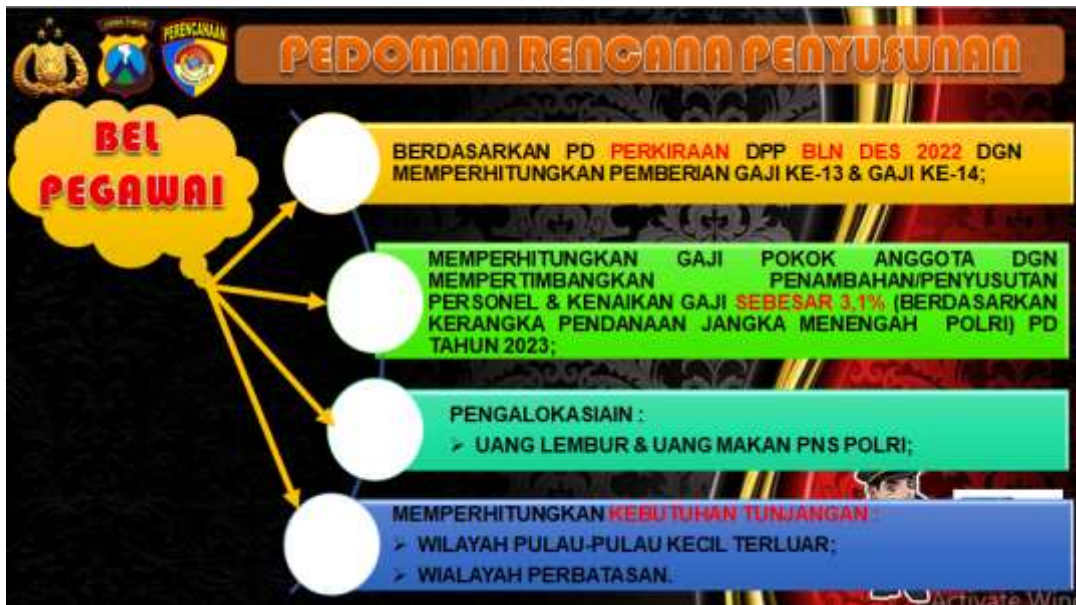 JAWA TIMUR
PERENCANAAN
PEDOMAN RENCANA PENYUSUNAN
BEL
PEGAWAI
BERDASARKAN PD PERKIRAAN DPP BLN DES 2022 DGN
MEMPERHITUNGKAN PEMBERIAN GAJI KE-13 & GAJI KE-14;
MEMPERHITUNGKAN GAJI POKOK ANGGOTA DGN
MEMPERTIMBANGKAN PENAMBAHAN/PENYUSUTAN
PERSONEL & KENAIKAN GAJI SEBESAR 3,1% (BERDASARKAN
KERANGKA PENDANAAN JANGKA MENENGAH POLRI) PD
TAHUN 2023;
PENGALOKASIAIN :
➢ UANG LEMBUR & UANG MAKAN PNS POLRI;
MEMPERHITUNGKAN KEBUTUHAN TUNJANGAN :
➢ WILAYAH PULAU-PULAU KECIL TERLUAR;
➢ WIALAYAH PERBATASAN.
Activate Wind